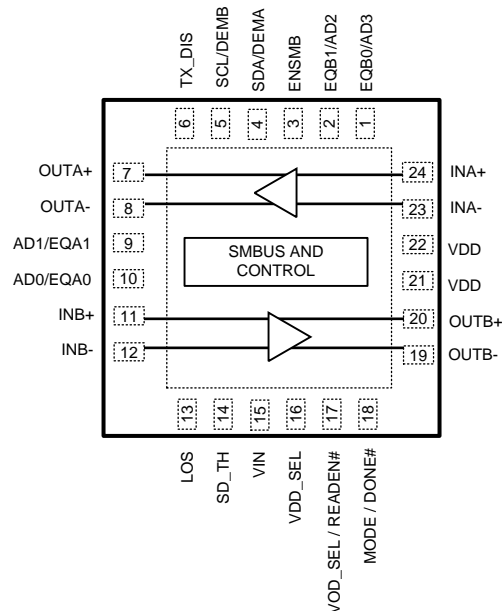 TX_DIS
SCL/DEMB
SDA/DEMA
ENSMB
EQB1/AD2
EQB0/AD3
6
5
4
3
2
1
OUTA+
7
24
INA+
OUTA-
8
23
INA-
AD1/EQA1
9
22
VDD
SMBUS AND
CONTROL
AD0/EQA0
10
21
VDD
INB+
11
20
OUTB+
INB-
12
19
OUTB-
13
14
15
16
17
18
LOS
SD_TH
VIN
VDD_SEL
VOD_SEL / READEN#
MODE / DONE#